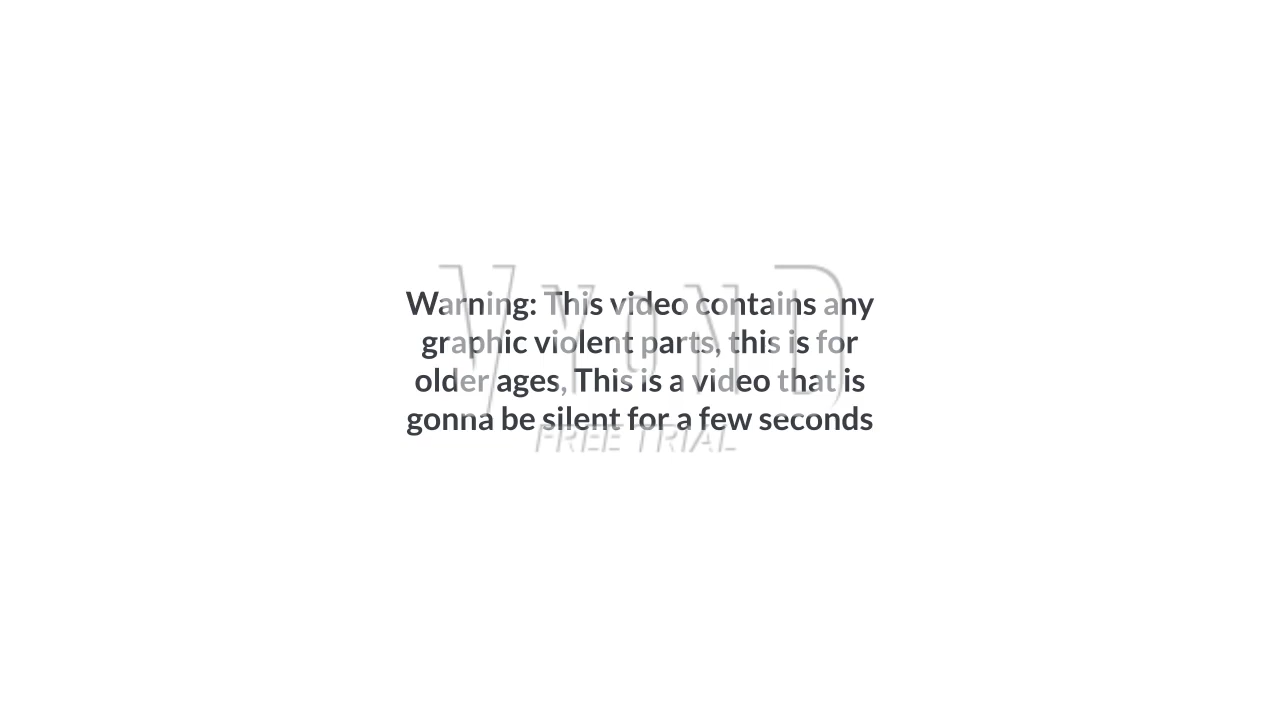 Warning: This video contains any
graphic violent parts, this is for
older ages, This is a video that is
gonna be silent for a few seconds
VYOND
FREE TRIAL